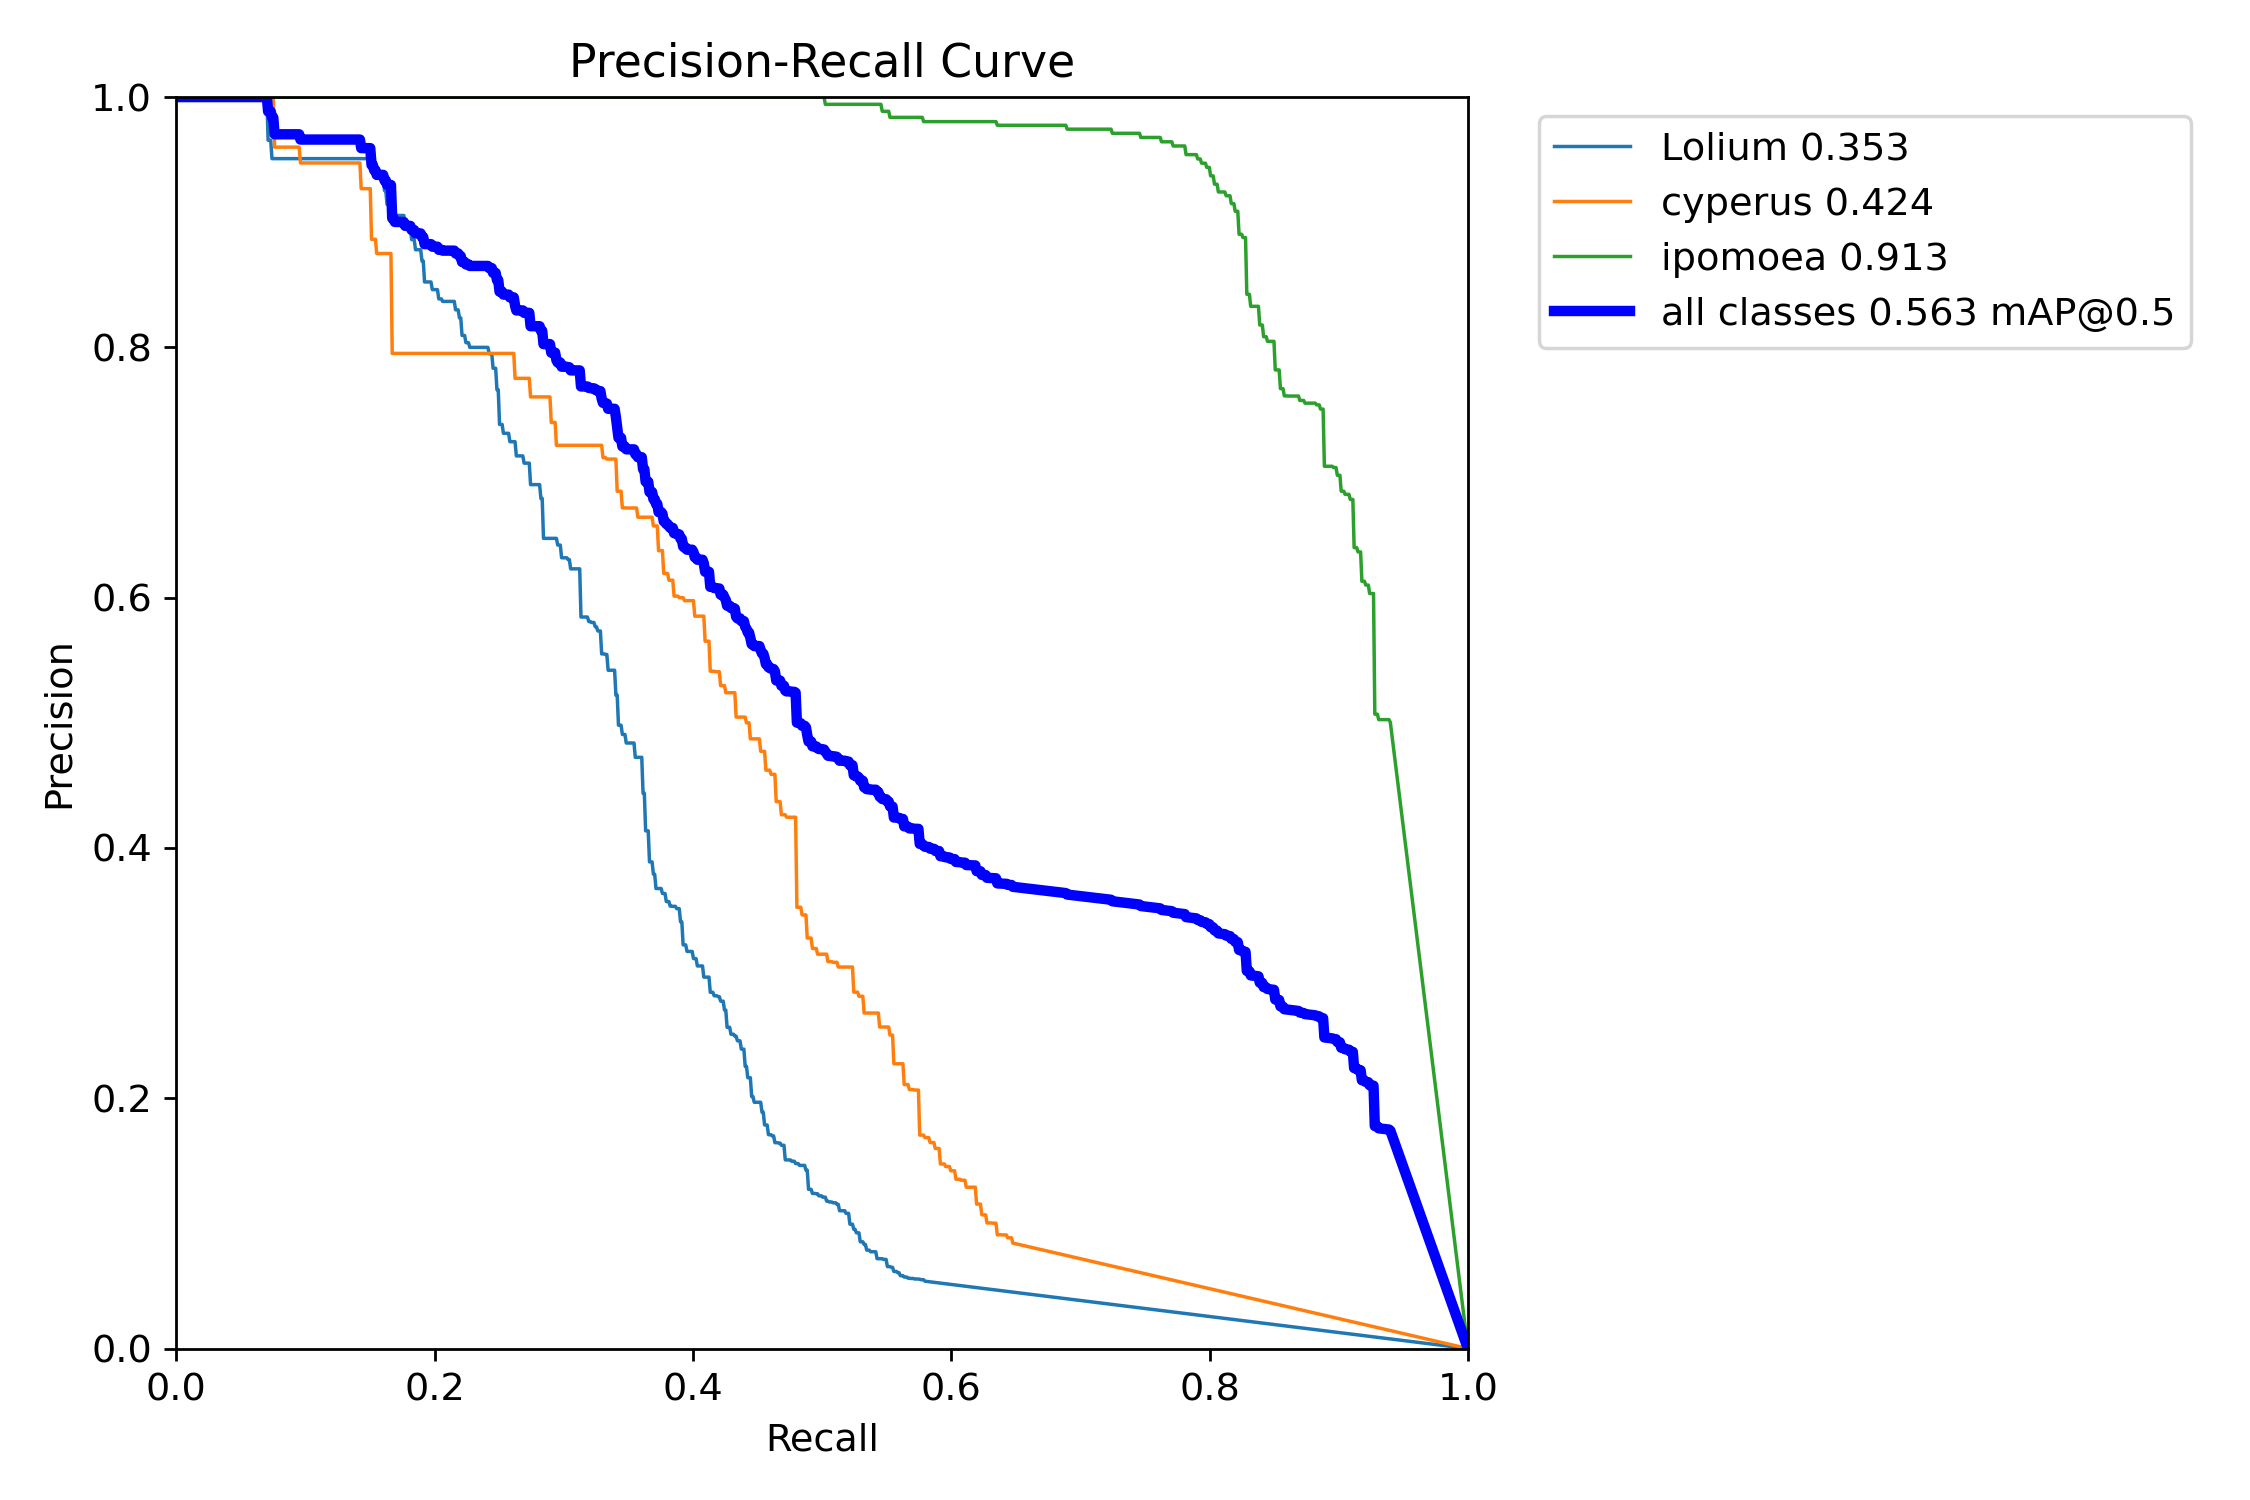 Precision-Recall Curve
1.0
0.8
0.6
0.4
0.2
0.0
Precision
0.0 0.2 0.4 0.6 0.8 1.0
Recall
Lolium 0.353
cyperus 0.424
ipomoea 0.913
all classes 0.563 mAP@0.5